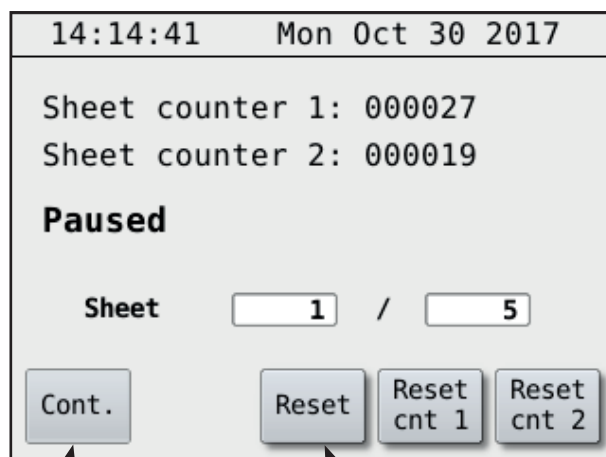 14:14:41 Mon Oct 30 2017
Sheet counter 1: 000027
Sheet counter 2: 000019
Paused
Sheet 1 / 5
Cont. Reset Reset cnt 1 Reset cnt 2